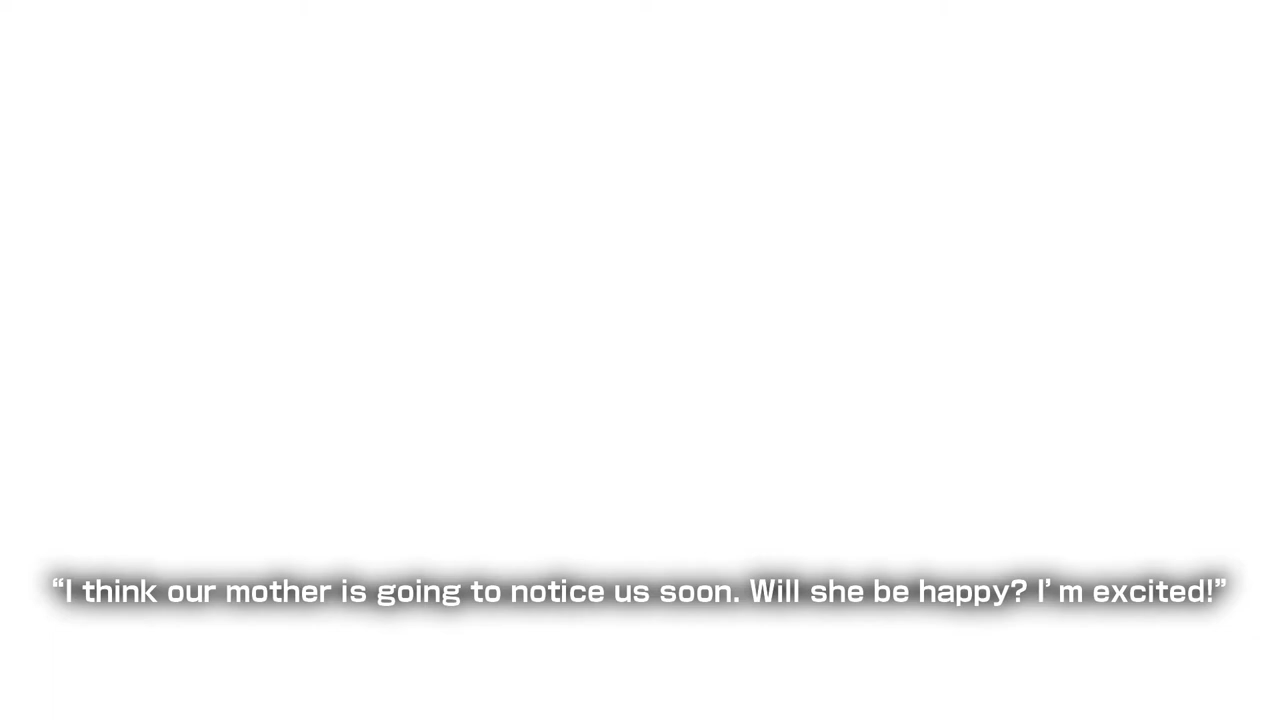 “I think our mother is going to notice us soon. Will she be happy? I’m excited!”